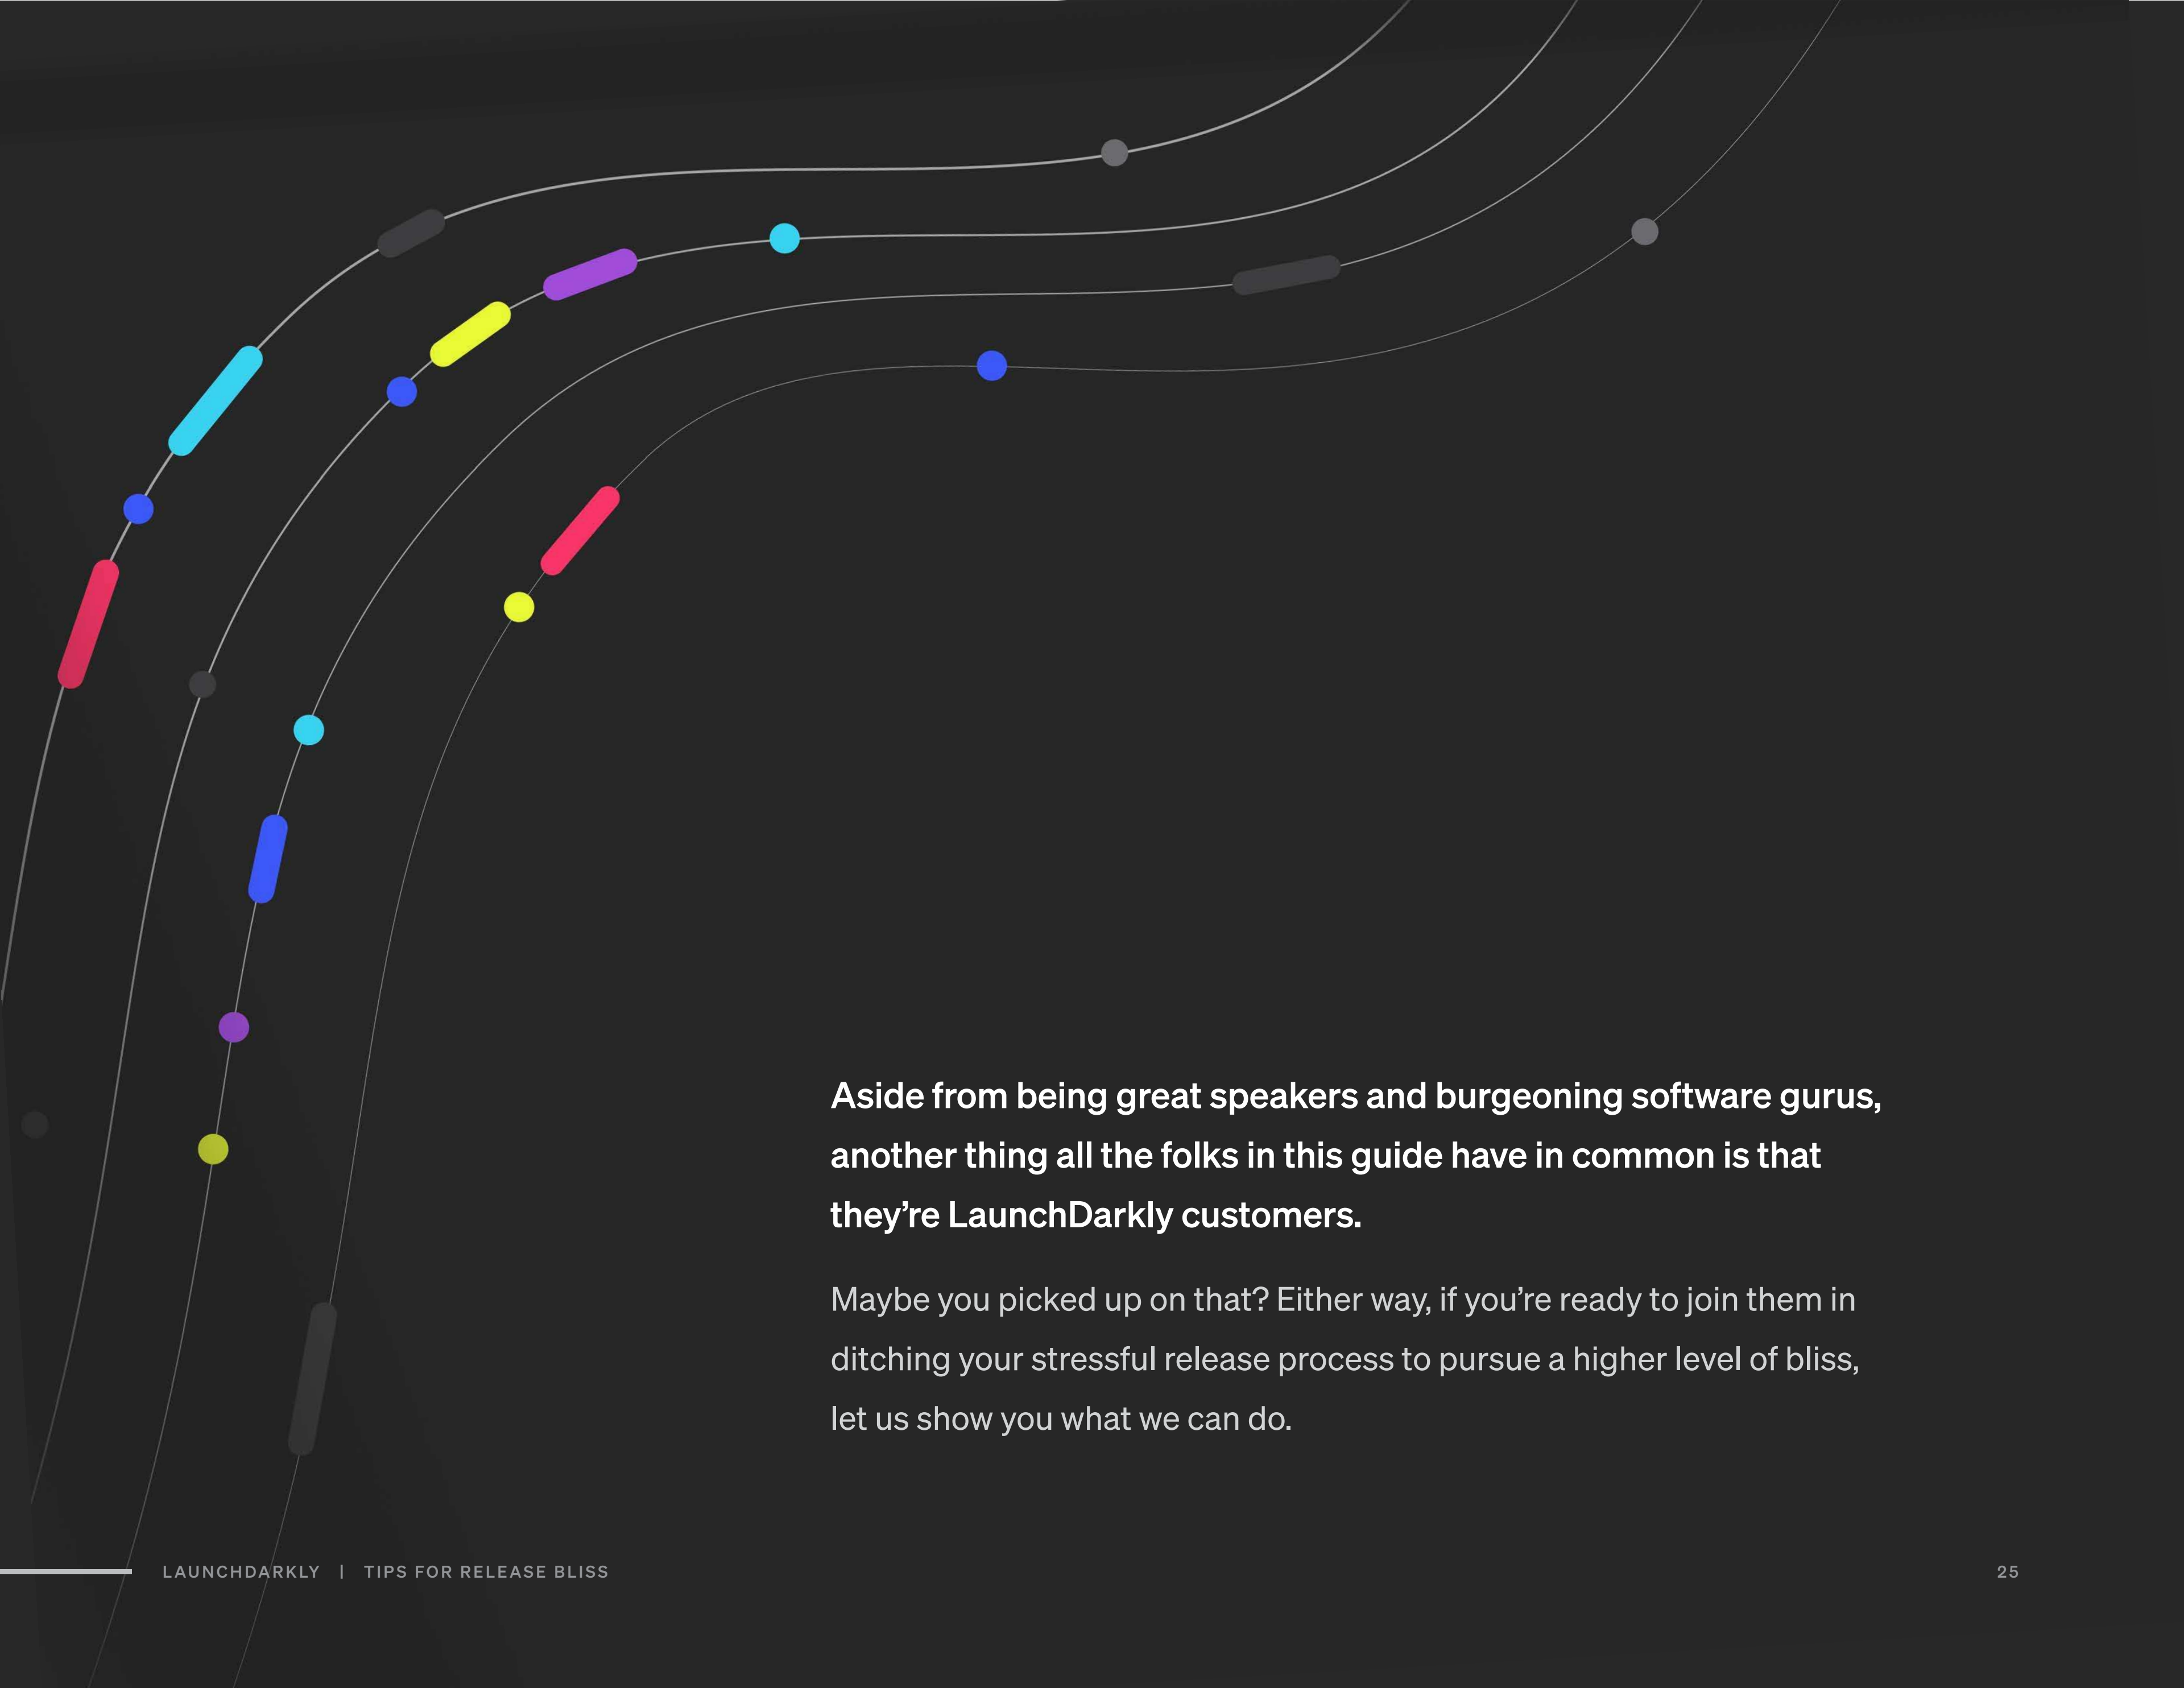 Aside from being great speakers and burgeoning software gurus,
another thing all the folks in this guide have in common is that
they’re LaunchDarkly customers.
Maybe you picked up on that? Either way, if you’re ready to join them in
ditching your stressful release process to pursue a higher level of bliss,
let us show you what we can do.
LAUNCHDARKLY | TIPS FOR RELEASE BLISS
25